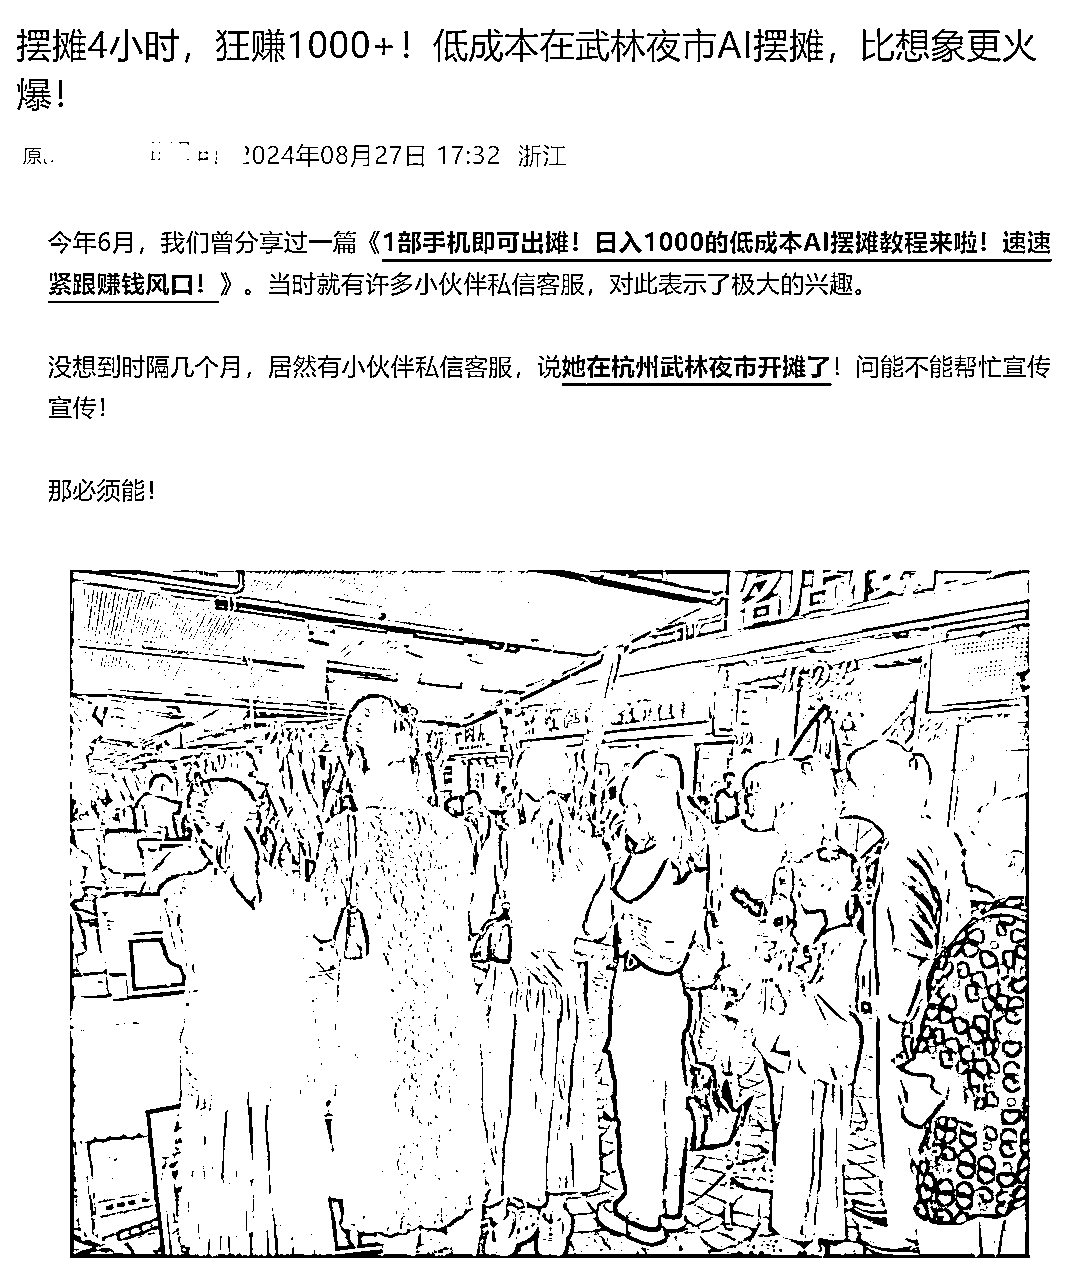 摆摊4小时，狂赚1000+！低成本在武林夜市AI摆摊，比想象更火
爆！
原 2024年08月27日 17:32 浙江
今年6月，我们曾分享过一篇《1部手机即可出摊！日入1000的低成本AI摆摊教程来啦！速速
紧跟赚钱风口！》。当时就有许多小伙伴私信客服，对此表示了极大的兴趣。
没想到时隔几个月，居然有小伙伴私信客服，说她在杭州武林夜市开摊了！问能不能帮忙宣传
宣传！
那必须能！